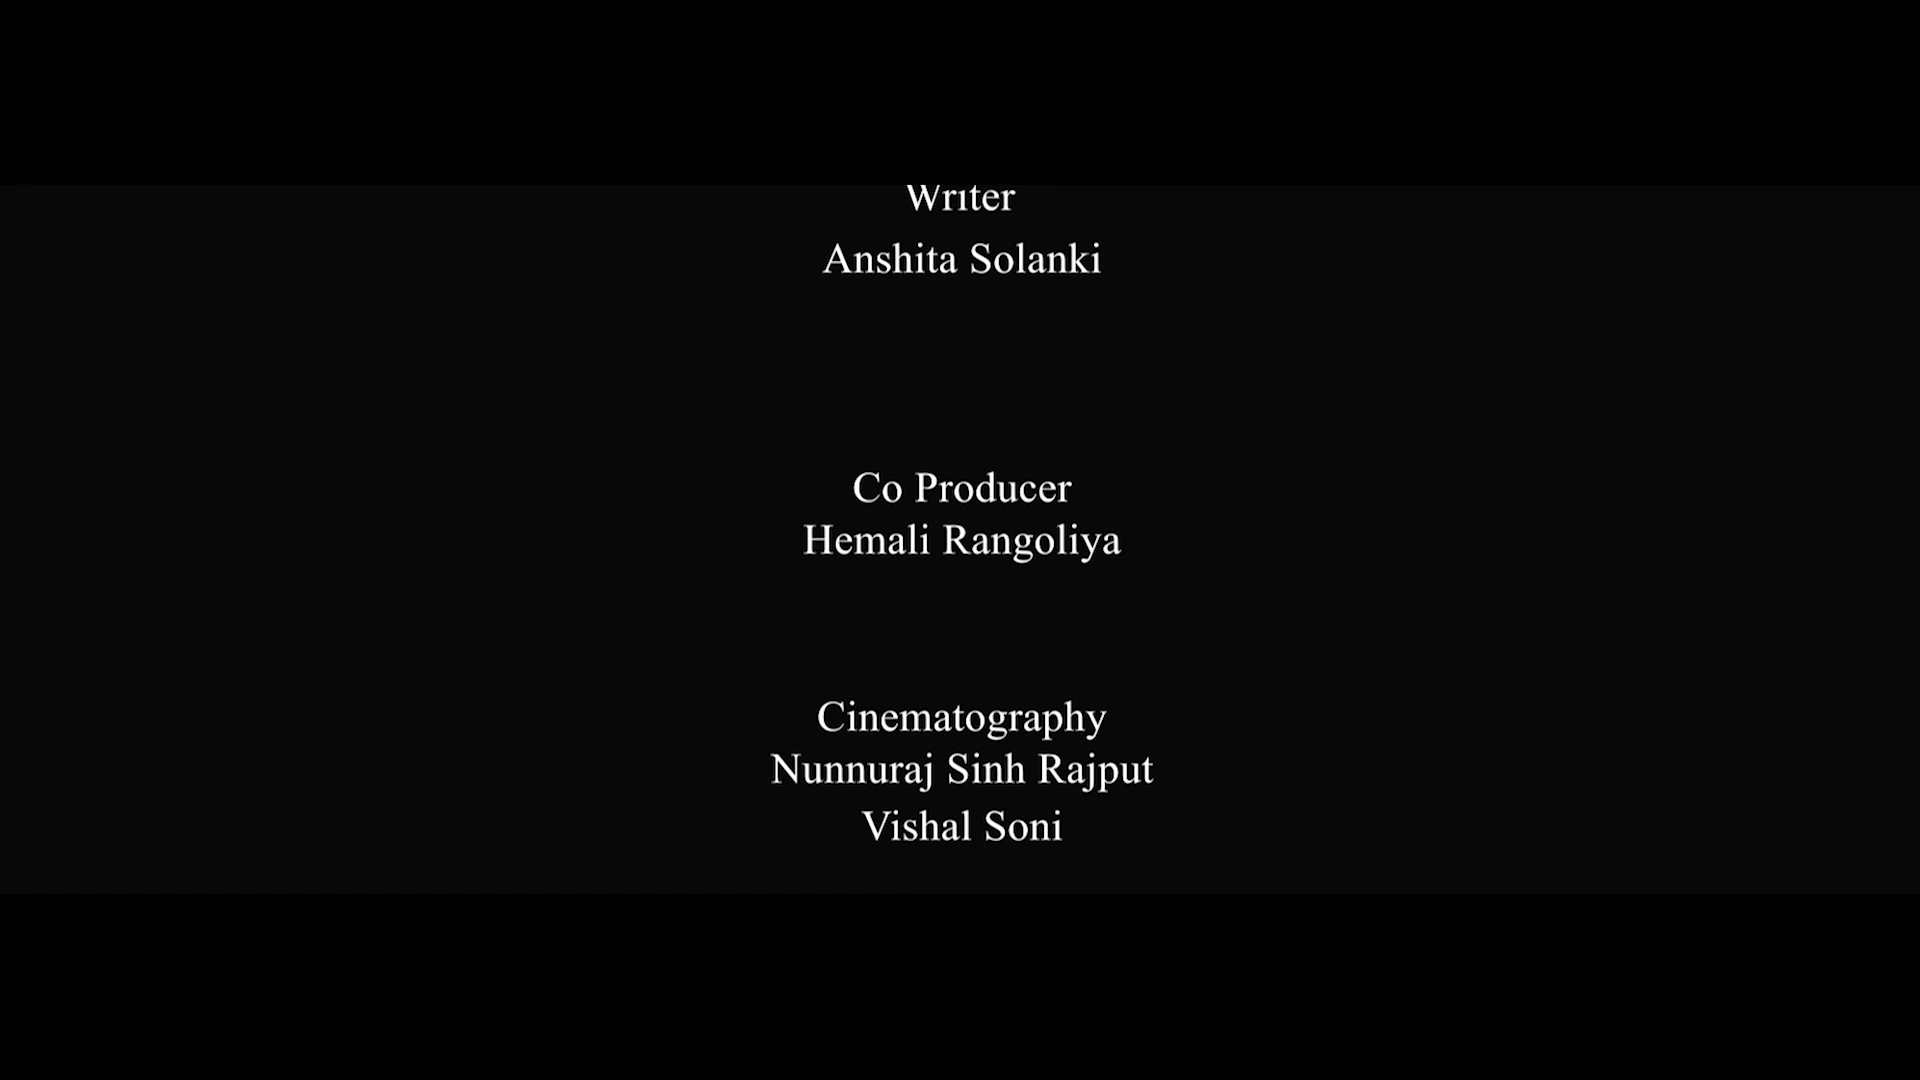 Writer
Anshita Solanki
Co Producer
Hemali Rangoliya
Cinematography
Nunnuraj Sinh Rajput
Vishal Soni